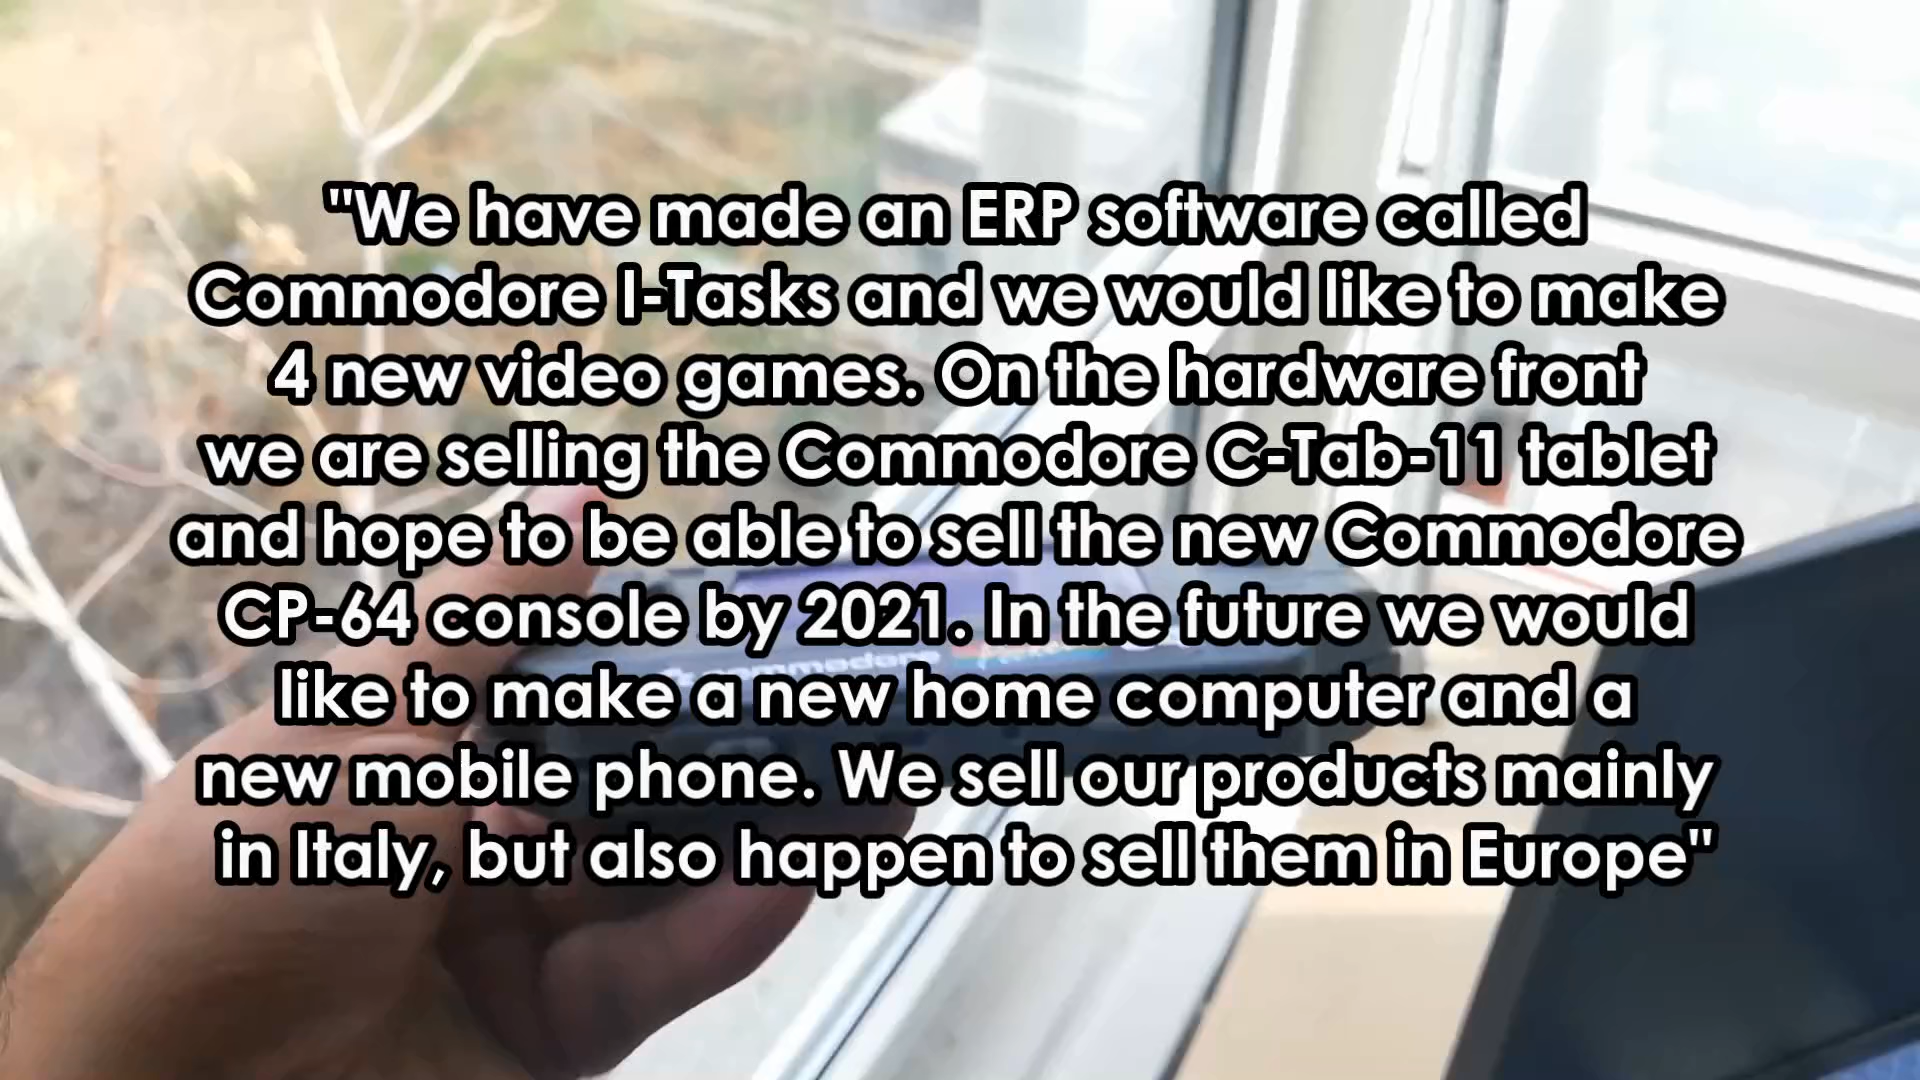 "We have made an ERP software called
Commodore I-Tasks and we would like to make
4 new video games. On the hardware front
we are selling the Commodore C-Tab-11 tablet
and hope to be able to sell the new Commodore
CP-64 console by 2021. In the future we would
like to make a new home computer and a
new mobile phone. We sell our products mainly
in Italy, but also happen to sell them in Europe"
commodore